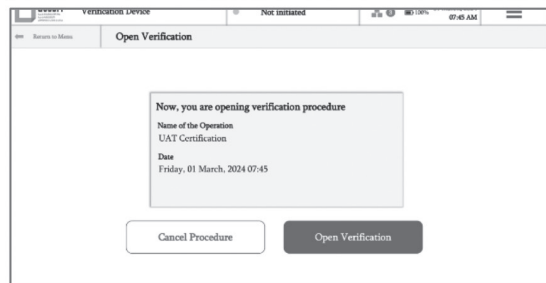 Verification Device
Not initiated
100%
07:45 AM
Return to Menu
Open Verification
Now, you are opening verification procedure
Name of the Operation
UAT Certification
Date
Friday, 01 March, 2024 07:45
Cancel Procedure
Open Verification